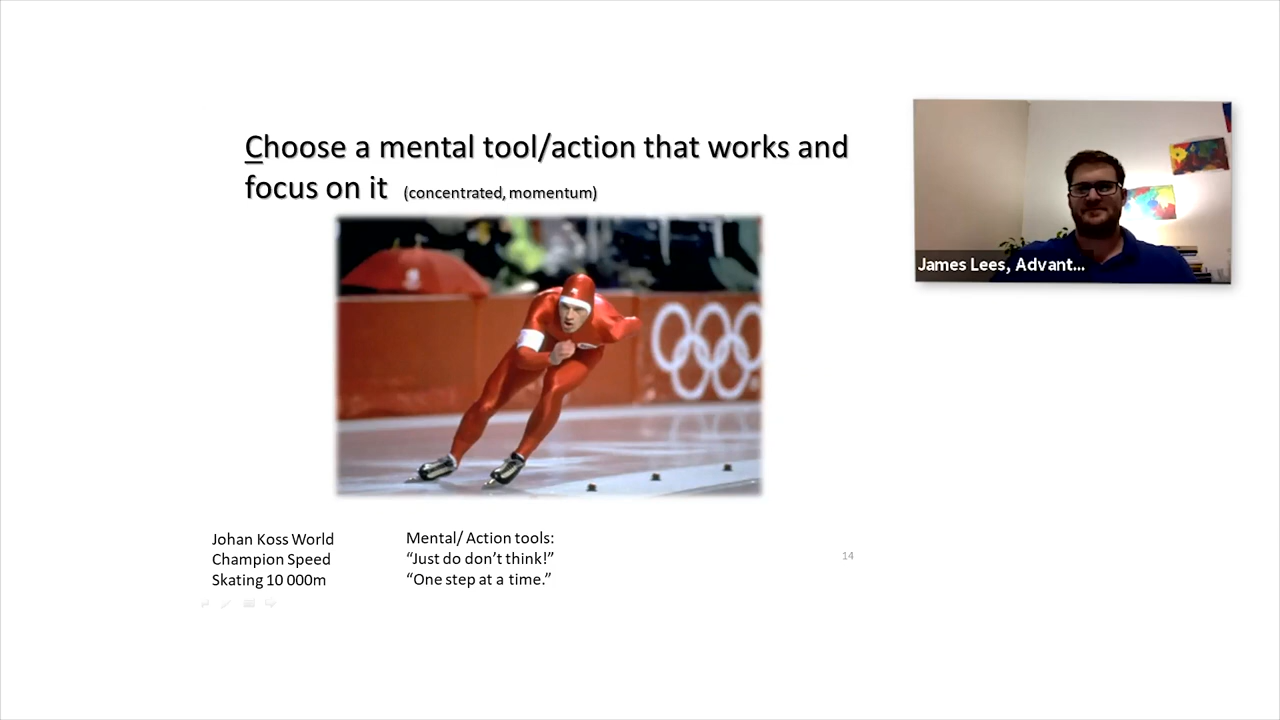 Choose a mental tool/action that works and
focus on it (concentrated, momentum)
James Lees, Advant...
Johan Koss World
Champion Speed
Skating 10 000m
Mental/ Action tools:
“Just do don’t think!”
“One step at a time.”
14